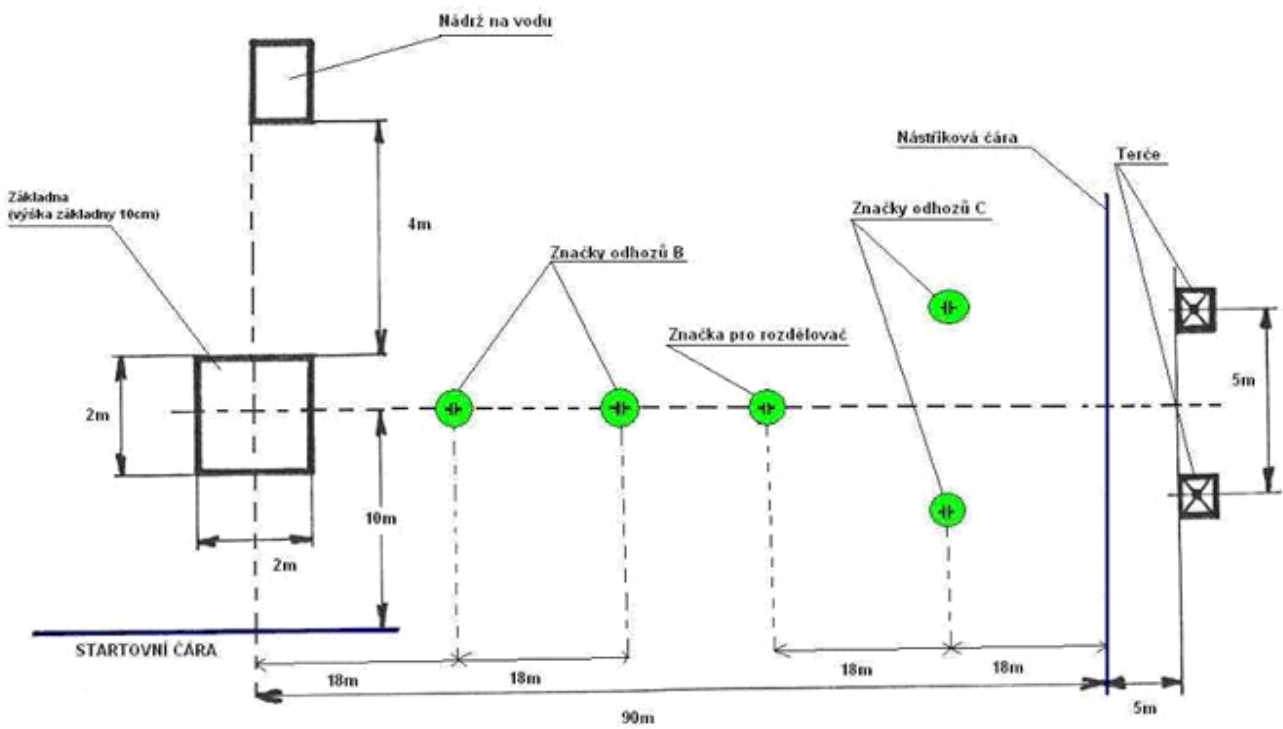 Nádrž na vodu
Nástřiková čára
Terče
Základna
(výška základny 10cm)
4m
Značky odhozů C
Značky odhozů B
Značka pro rozdělovač
5m
2m
10m
2m
STARTOVNÍ ČÁRA
18m
18m
18m
18m
90m
5m